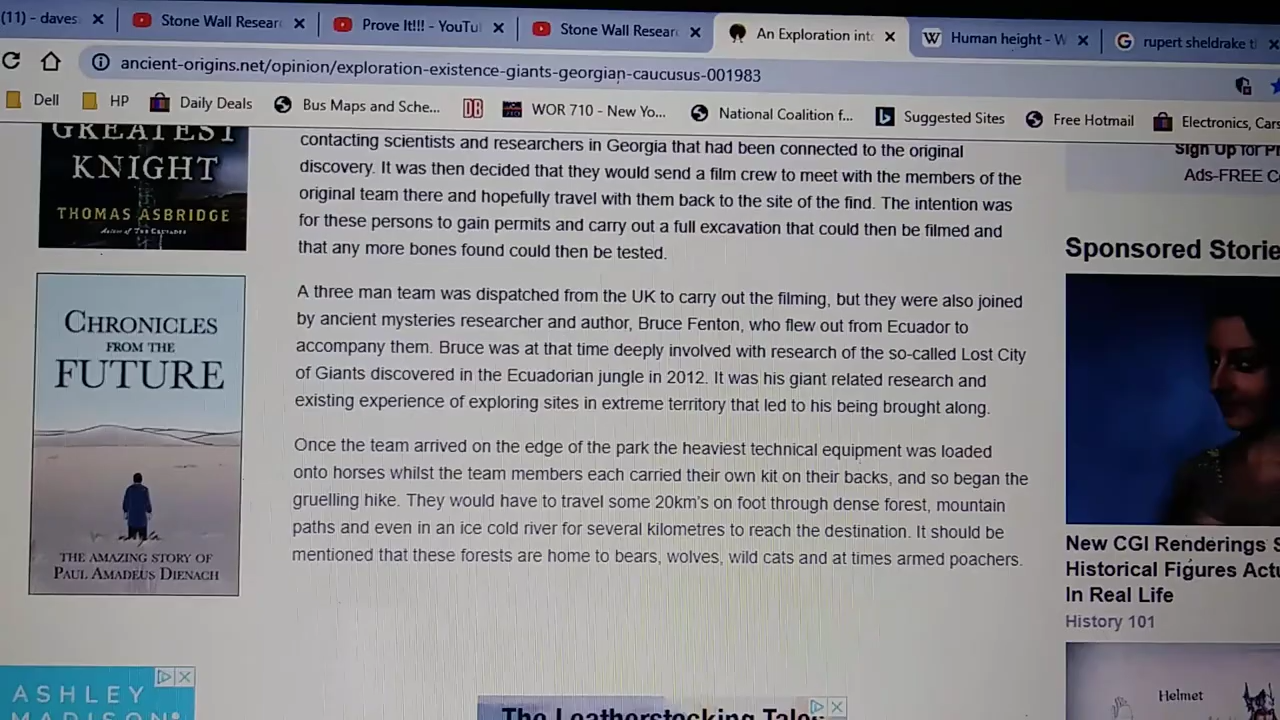 (11) - daves
Stone Wall Resear
Prove It!!! - YouTu
Stone Wall Resear
An Exploration into
Human height - W
rupert sheldrake t
ancient-origins.net/opinion/exploration-existence-giants-georgian-caucusus-001983
Dell
HP
Daily Deals
Bus Maps and Sche...
DB
WOR 710 - New Yo...
National Coalition f...
Suggested Sites
Free Hotmail
Electronics, Cars
GREATEST
KNIGHT
THOMAS ASBRIDGE
Author of The Crusades
CHRONICLES
FROM THE
FUTURE
THE AMAZING STORY OF
PAUL AMADEUS DIENACH
ASHLEY
MADISON
contacting scientists and researchers in Georgia that had been connected to the original
discovery. It was then decided that they would send a film crew to meet with the members of the
original team there and hopefully travel with them back to the site of the find. The intention was
for these persons to gain permits and carry out a full excavation that could then be filmed and
that any more bones found could then be tested.
A three man team was dispatched from the UK to carry out the filming, but they were also joined
by ancient mysteries researcher and author, Bruce Fenton, who flew out from Ecuador to
accompany them. Bruce was at that time deeply involved with research of the so-called Lost City
of Giants discovered in the Ecuadorian jungle in 2012. It was his giant related research and
existing experience of exploring sites in extreme territory that led to his being brought along.
Once the team arrived on the edge of the park the heaviest technical equipment was loaded
onto horses whilst the team members each carried their own kit on their backs, and so began the
gruelling hike. They would have to travel some 20km's on foot through dense forest, mountain
paths and even in an ice cold river for several kilometres to reach the destination. It should be
mentioned that these forests are home to bears, wolves, wild cats and at times armed poachers.
The Leatherstocking Tales
Sign Up for Pr
Ads-FREE C
Sponsored Storie
New CGI Renderings S
Historical Figures Actu
In Real Life
History 101
Helmet